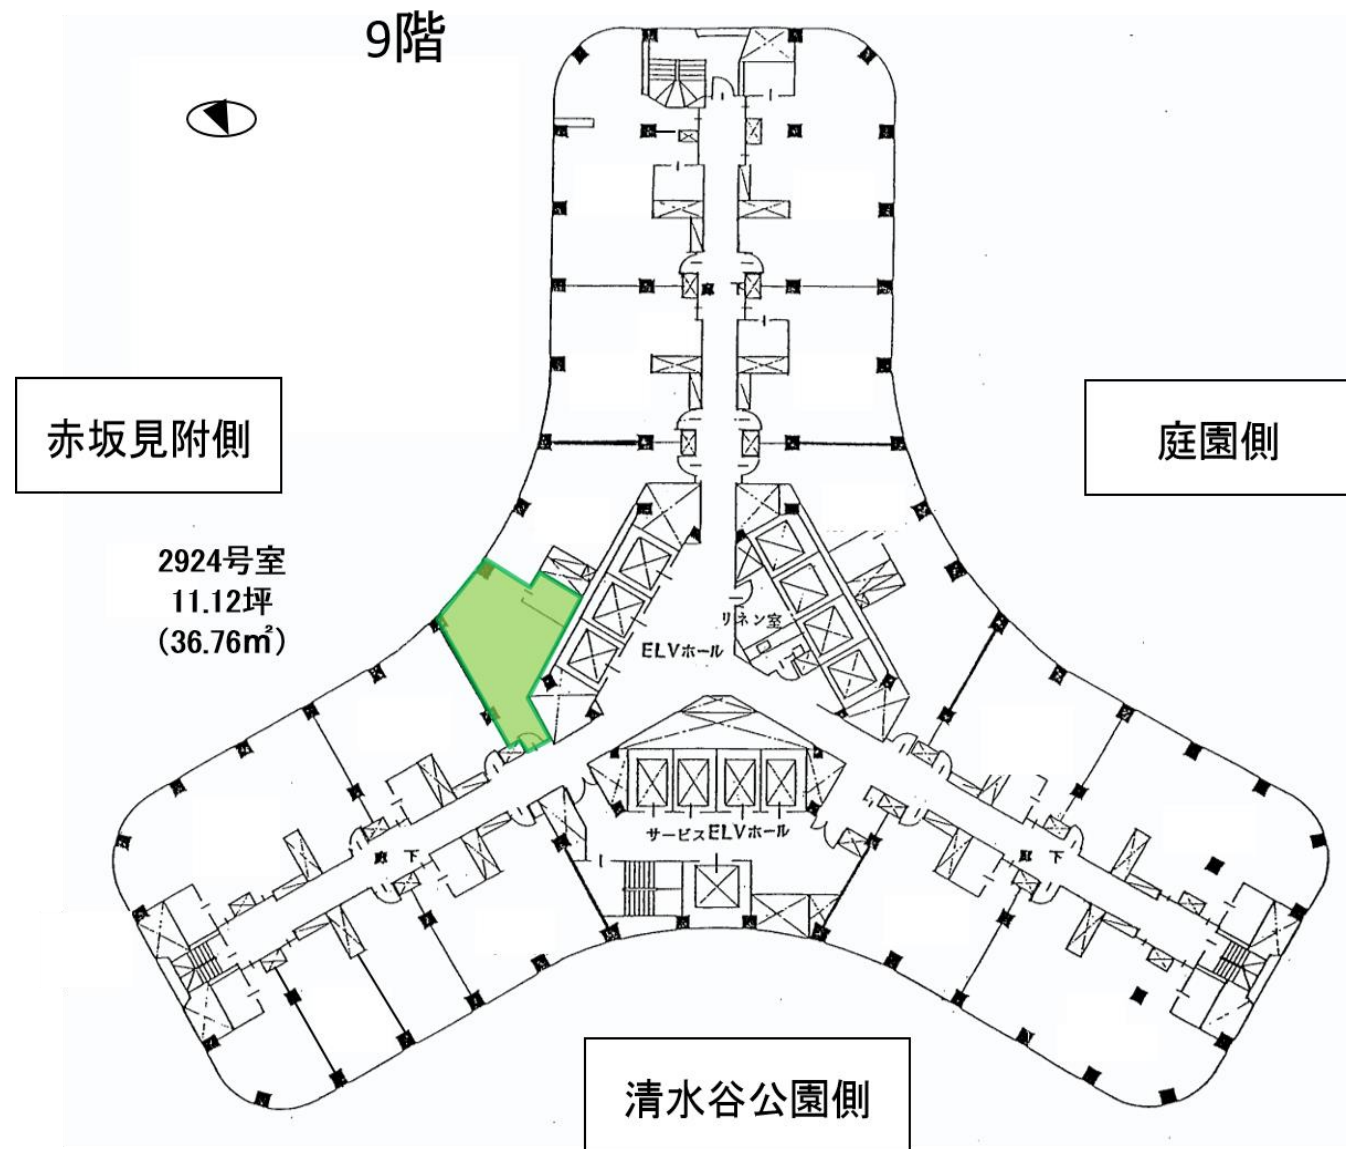 9階
廊 下
赤坂見附側
庭園側
2924号室
11.12坪
(36.76㎡)
リネン室
ELVホール
サービスELVホール
廊 下
廊 下
清水谷公園側